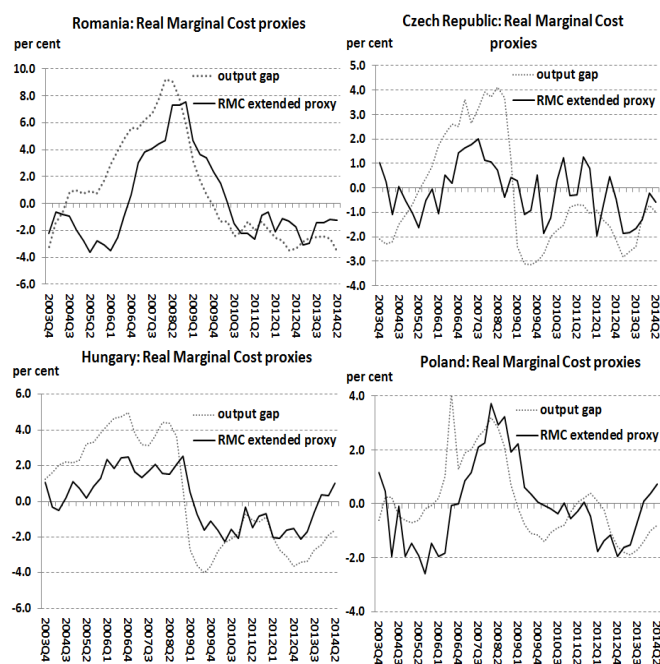 Romania: Real Marginal Cost proxies
per cent
output gap
RMC extended proxy
10.0
8.0
6.0
4.0
2.0
0.0
-2.0
-4.0
-6.0
2003Q4
2004Q3
2005Q2
2006Q1
2006Q4
2007Q3
2008Q2
2009Q1
2009Q4
2010Q3
2011Q2
2012Q1
2012Q4
2013Q3
2014Q2
Czech Republic: Real Marginal Cost
proxies
per cent
output gap
RMC extended proxy
5.0
4.0
3.0
2.0
1.0
0.0
-1.0
-2.0
-3.0
-4.0
2003Q4
2004Q3
2005Q2
2006Q1
2006Q4
2007Q3
2008Q2
2009Q1
2009Q4
2010Q3
2011Q2
2012Q1
2012Q4
2013Q3
2014Q2
Hungary: Real Marginal Cost proxies
per cent
output gap
RMC extended proxy
6.0
4.0
2.0
0.0
-2.0
-4.0
-6.0
2003Q4
2004Q3
2005Q2
2006Q1
2006Q4
2007Q3
2008Q2
2009Q1
2009Q4
2010Q3
2011Q2
2012Q1
2012Q4
2013Q3
2014Q2
Poland: Real Marginal Cost proxies
per cent
output gap
RMC extended proxy
4.0
2.0
0.0
-2.0
-4.0
2003Q4
2004Q3
2005Q2
2006Q1
2006Q4
2007Q3
2008Q2
2009Q1
2009Q4
2010Q3
2011Q2
2012Q1
2012Q4
2013Q3
2014Q2